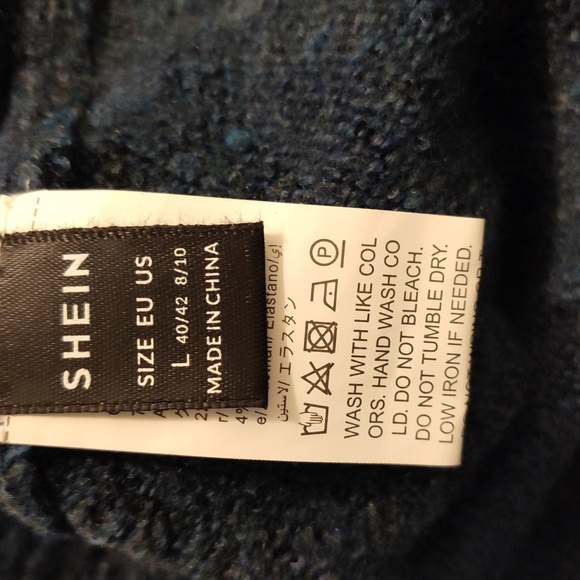 SHEIN
SIZE EU US
L 40/42 8/10
MADE IN CHINA
Elastano/
エラスタン
P
WASH WITH LIKE COL
ORS. HAND WASH CO
LD. DO NOT BLEACH.
DO NOT TUMBLE DRY.
LOW IRON IF NEEDED.